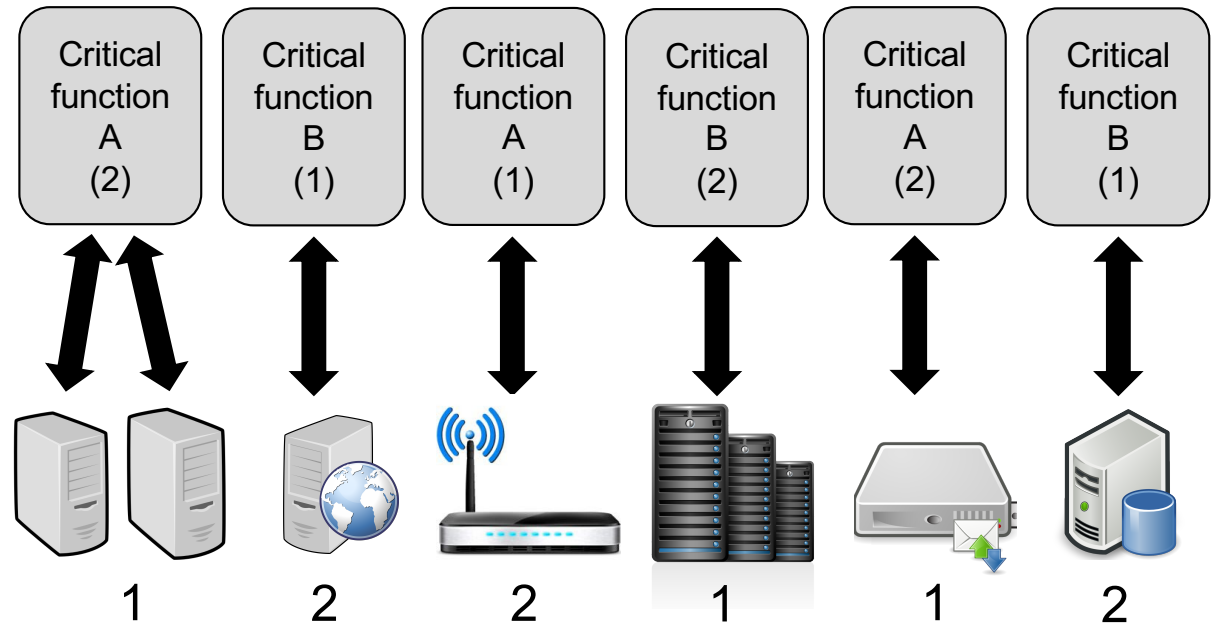 Critical
function
A
(2)
Critical
function
B
(1)
Critical
function
A
(1)
Critical
function
B
(2)
Critical
function
A
(2)
Critical
function
B
(1)
1
2
2
1
1
2